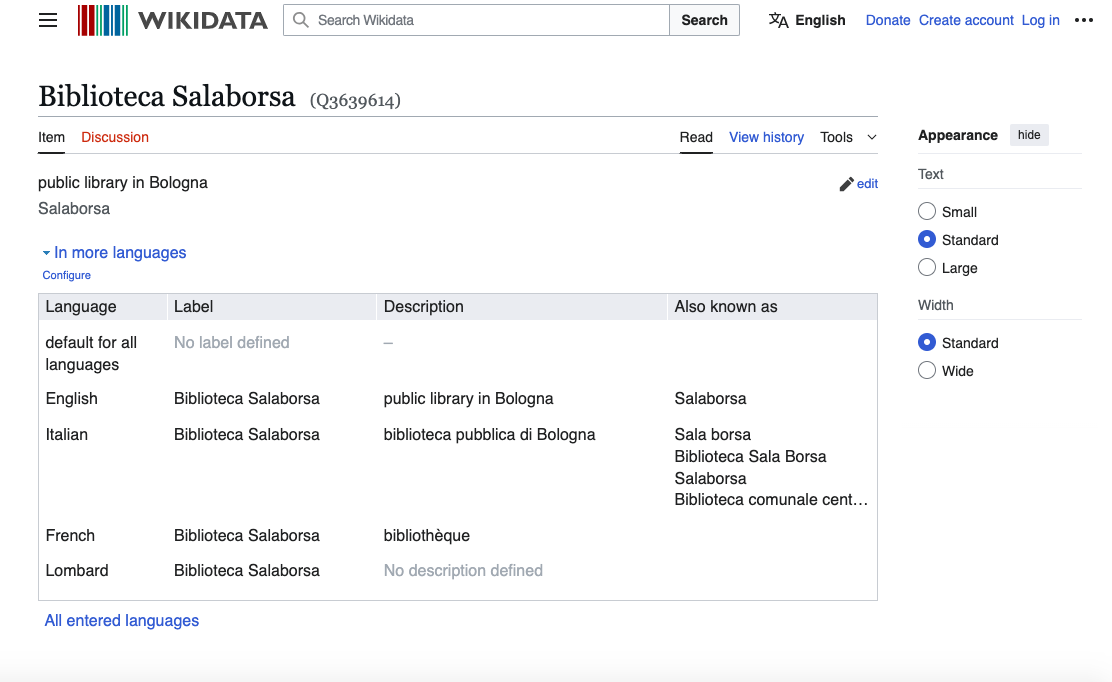 WIKIDATA
Search Wikidata
Search
English
Donate Create account Log in
Biblioteca Salaborsa (Q3639614)
Item Discussion
Read View history Tools
public library in Bologna
edit
Salaborsa
In more languages
Configure
Language Label Description Also known as
default for all languages No label defined –
English Biblioteca Salaborsa public library in Bologna Salaborsa
Italian Biblioteca Salaborsa biblioteca pubblica di Bologna Sala borsa
Biblioteca Sala Borsa
Salaborsa
Biblioteca comunale cent…
French Biblioteca Salaborsa bibliothèque
Lombard Biblioteca Salaborsa No description defined
All entered languages
Appearance hide
Text
Small
Standard
Large
Width
Standard
Wide